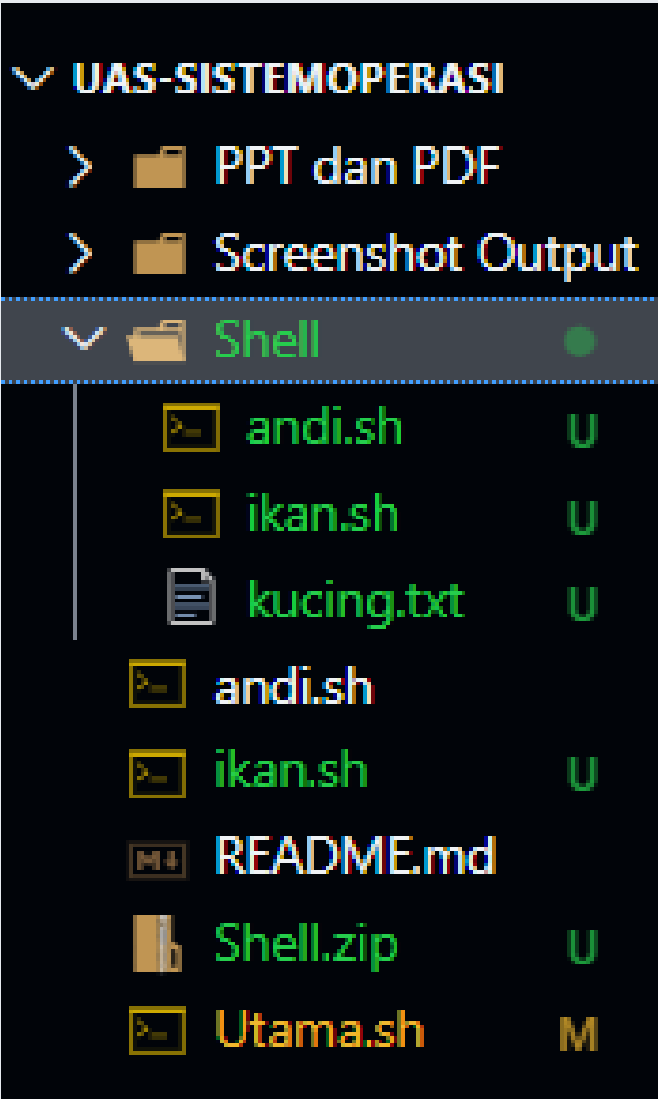 UAS-SISTEMOPERASI
PPT dan PDF
Screenshot Output
Shell
andi.sh U
ikan.sh U
kucing.txt U
andi.sh
ikan.sh U
README.md
Shell.zip U
Utama.sh M